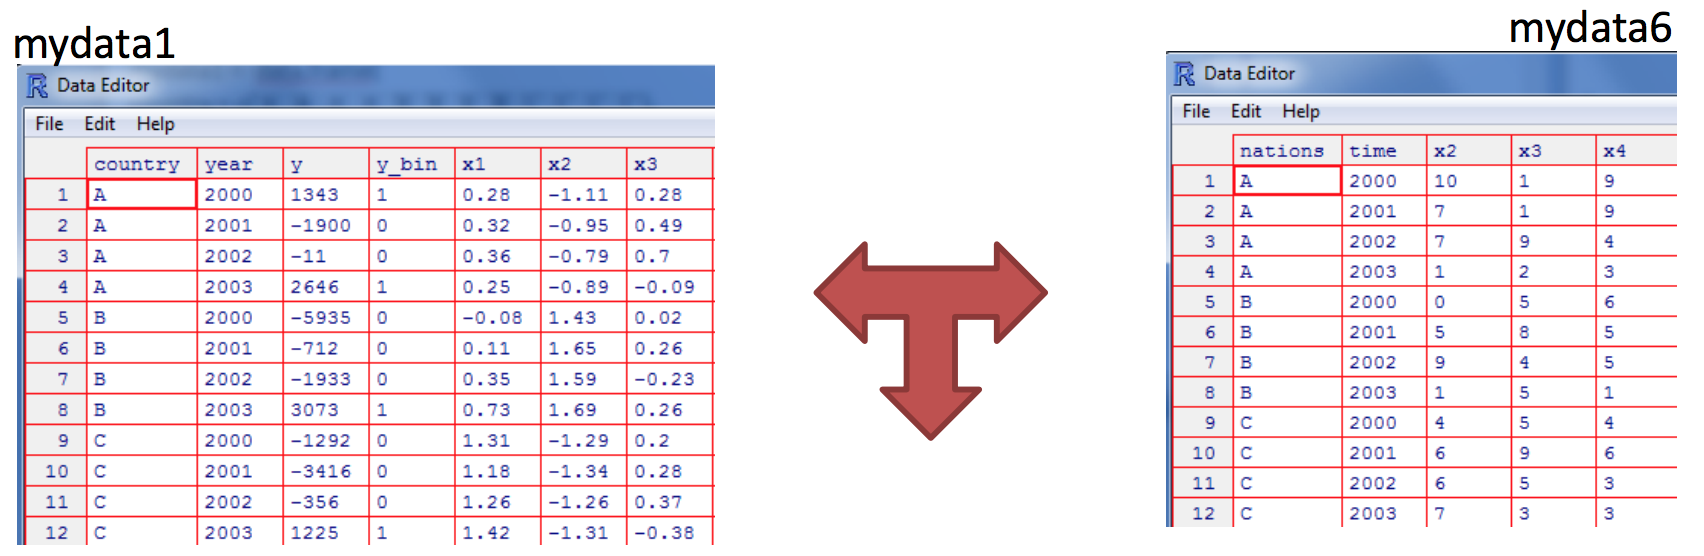 mydata1
Data Editor
File Edit Help
country year y y_bin x1 x2 x3
1 A 2000 1343 1 0.28 -1.11 0.28
2 A 2001 -1900 0 0.32 -0.95 0.49
3 A 2002 -11 0 0.36 -0.79 0.7
4 A 2003 2646 1 0.25 -0.89 -0.09
5 B 2000 -5935 0 -0.08 1.43 0.02
6 B 2001 -712 0 0.11 1.65 0.26
7 B 2002 -1933 0 0.35 1.59 -0.23
8 B 2003 3073 1 0.73 1.69 0.26
9 C 2000 -1292 0 1.31 -1.29 0.2
10 C 2001 -3416 0 1.18 -1.34 0.28
11 C 2002 -356 0 1.26 -1.26 0.37
12 C 2003 1225 1 1.42 -1.31 -0.38
mydata6
Data Editor
File Edit Help
nations time x2 x3 x4
1 A 2000 10 1 9
2 A 2001 7 1 9
3 A 2002 7 9 4
4 A 2003 1 2 3
5 B 2000 0 5 6
6 B 2001 5 8 5
7 B 2002 9 4 5
8 B 2003 1 5 1
9 C 2000 4 5 4
10 C 2001 6 9 6
11 C 2002 6 5 3
12 C 2003 7 3 3